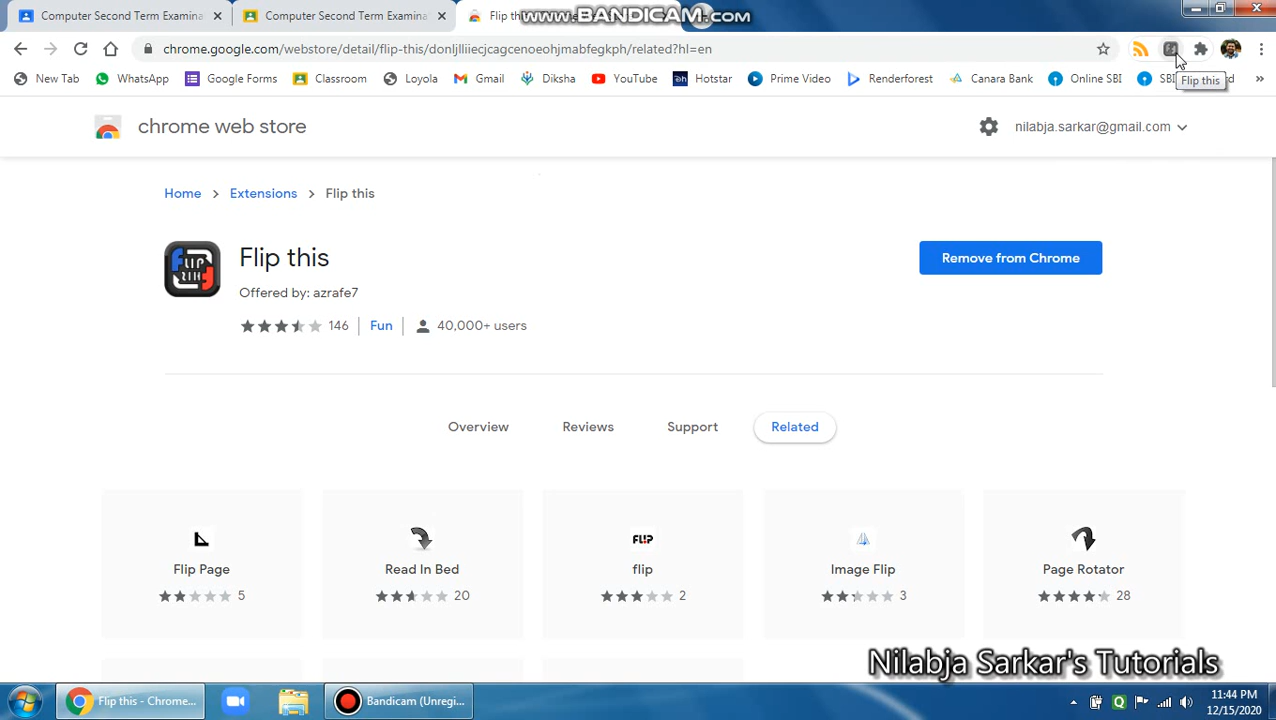 Computer Second Term Examina
Computer Second Term Examina
Flip th
www.BANDICAM.com
chrome.google.com/webstore/detail/flip-this/donljlliiecjcagcenoeohjmabfegkph/related?hl=en
New Tab
WhatsApp
Google Forms
Classroom
Loyola
Gmail
Diksha
YouTube
Hotstar
Prime Video
Renderforest
Canara Bank
Online SBI
SBI
d
Flip this
chrome web store
nilabja.sarkar@gmail.com
Home > Extensions > Flip this
FLIP THIS
Flip this
Remove from Chrome
Offered by: azrafe7
146
Fun
40,000+ users
Overview
Reviews
Support
Related
FLIP
Flip Page
Read In Bed
flip
Image Flip
Page Rotator
5
20
2
3
28
Nilabja Sarkar's Tutorials
Flip this - Chrome...
Bandicam (Unregi...
11:44 PM
12/15/2020